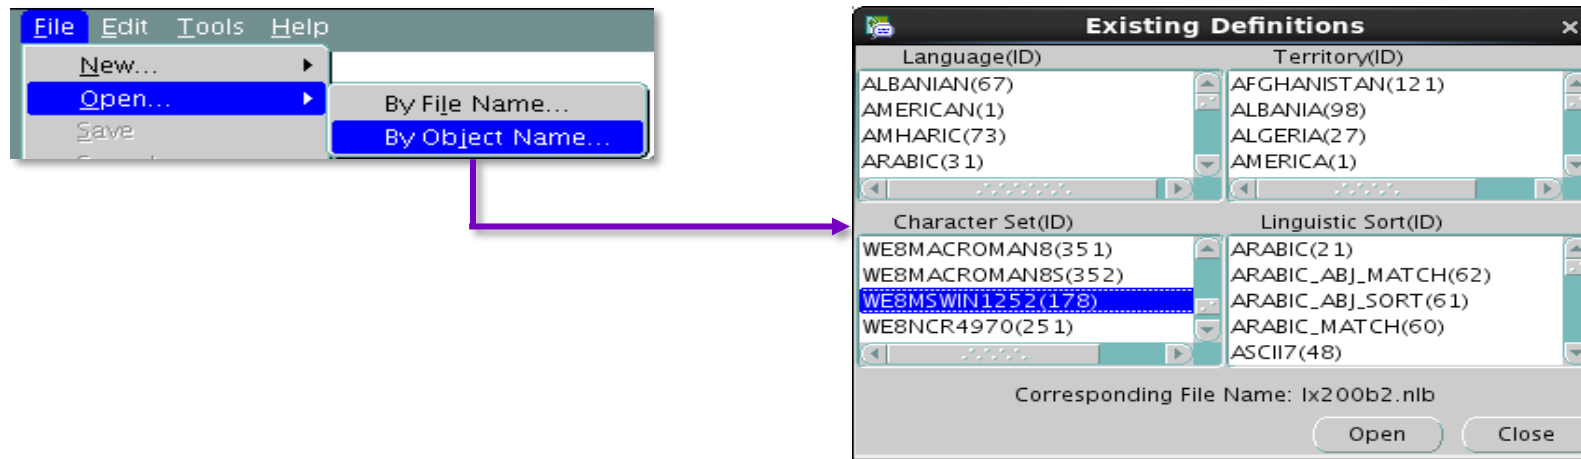 File Edit Tools Help
New...
Open...
By File Name...
Save
By Object Name...
Existing Definitions
Language(ID)
ALBANIAN(67)
AMERICAN(1)
AMHARIC(73)
ARABIC(31)
Territory(ID)
AFGHANISTAN(121)
ALBANIA(98)
ALGERIA(27)
AMERICA(1)
Character Set(ID)
WE8MACROMAN8(351)
WE8MACROMAN8S(352)
WE8MSWIN1252(178)
WE8NCR4970(251)
Linguistic Sort(ID)
ARABIC(21)
ARABIC_ABJ_MATCH(62)
ARABIC_ABJ_SORT(61)
ARABIC_MATCH(60)
ASCII7(48)
Corresponding File Name: lx200b2.nlb
Open Close